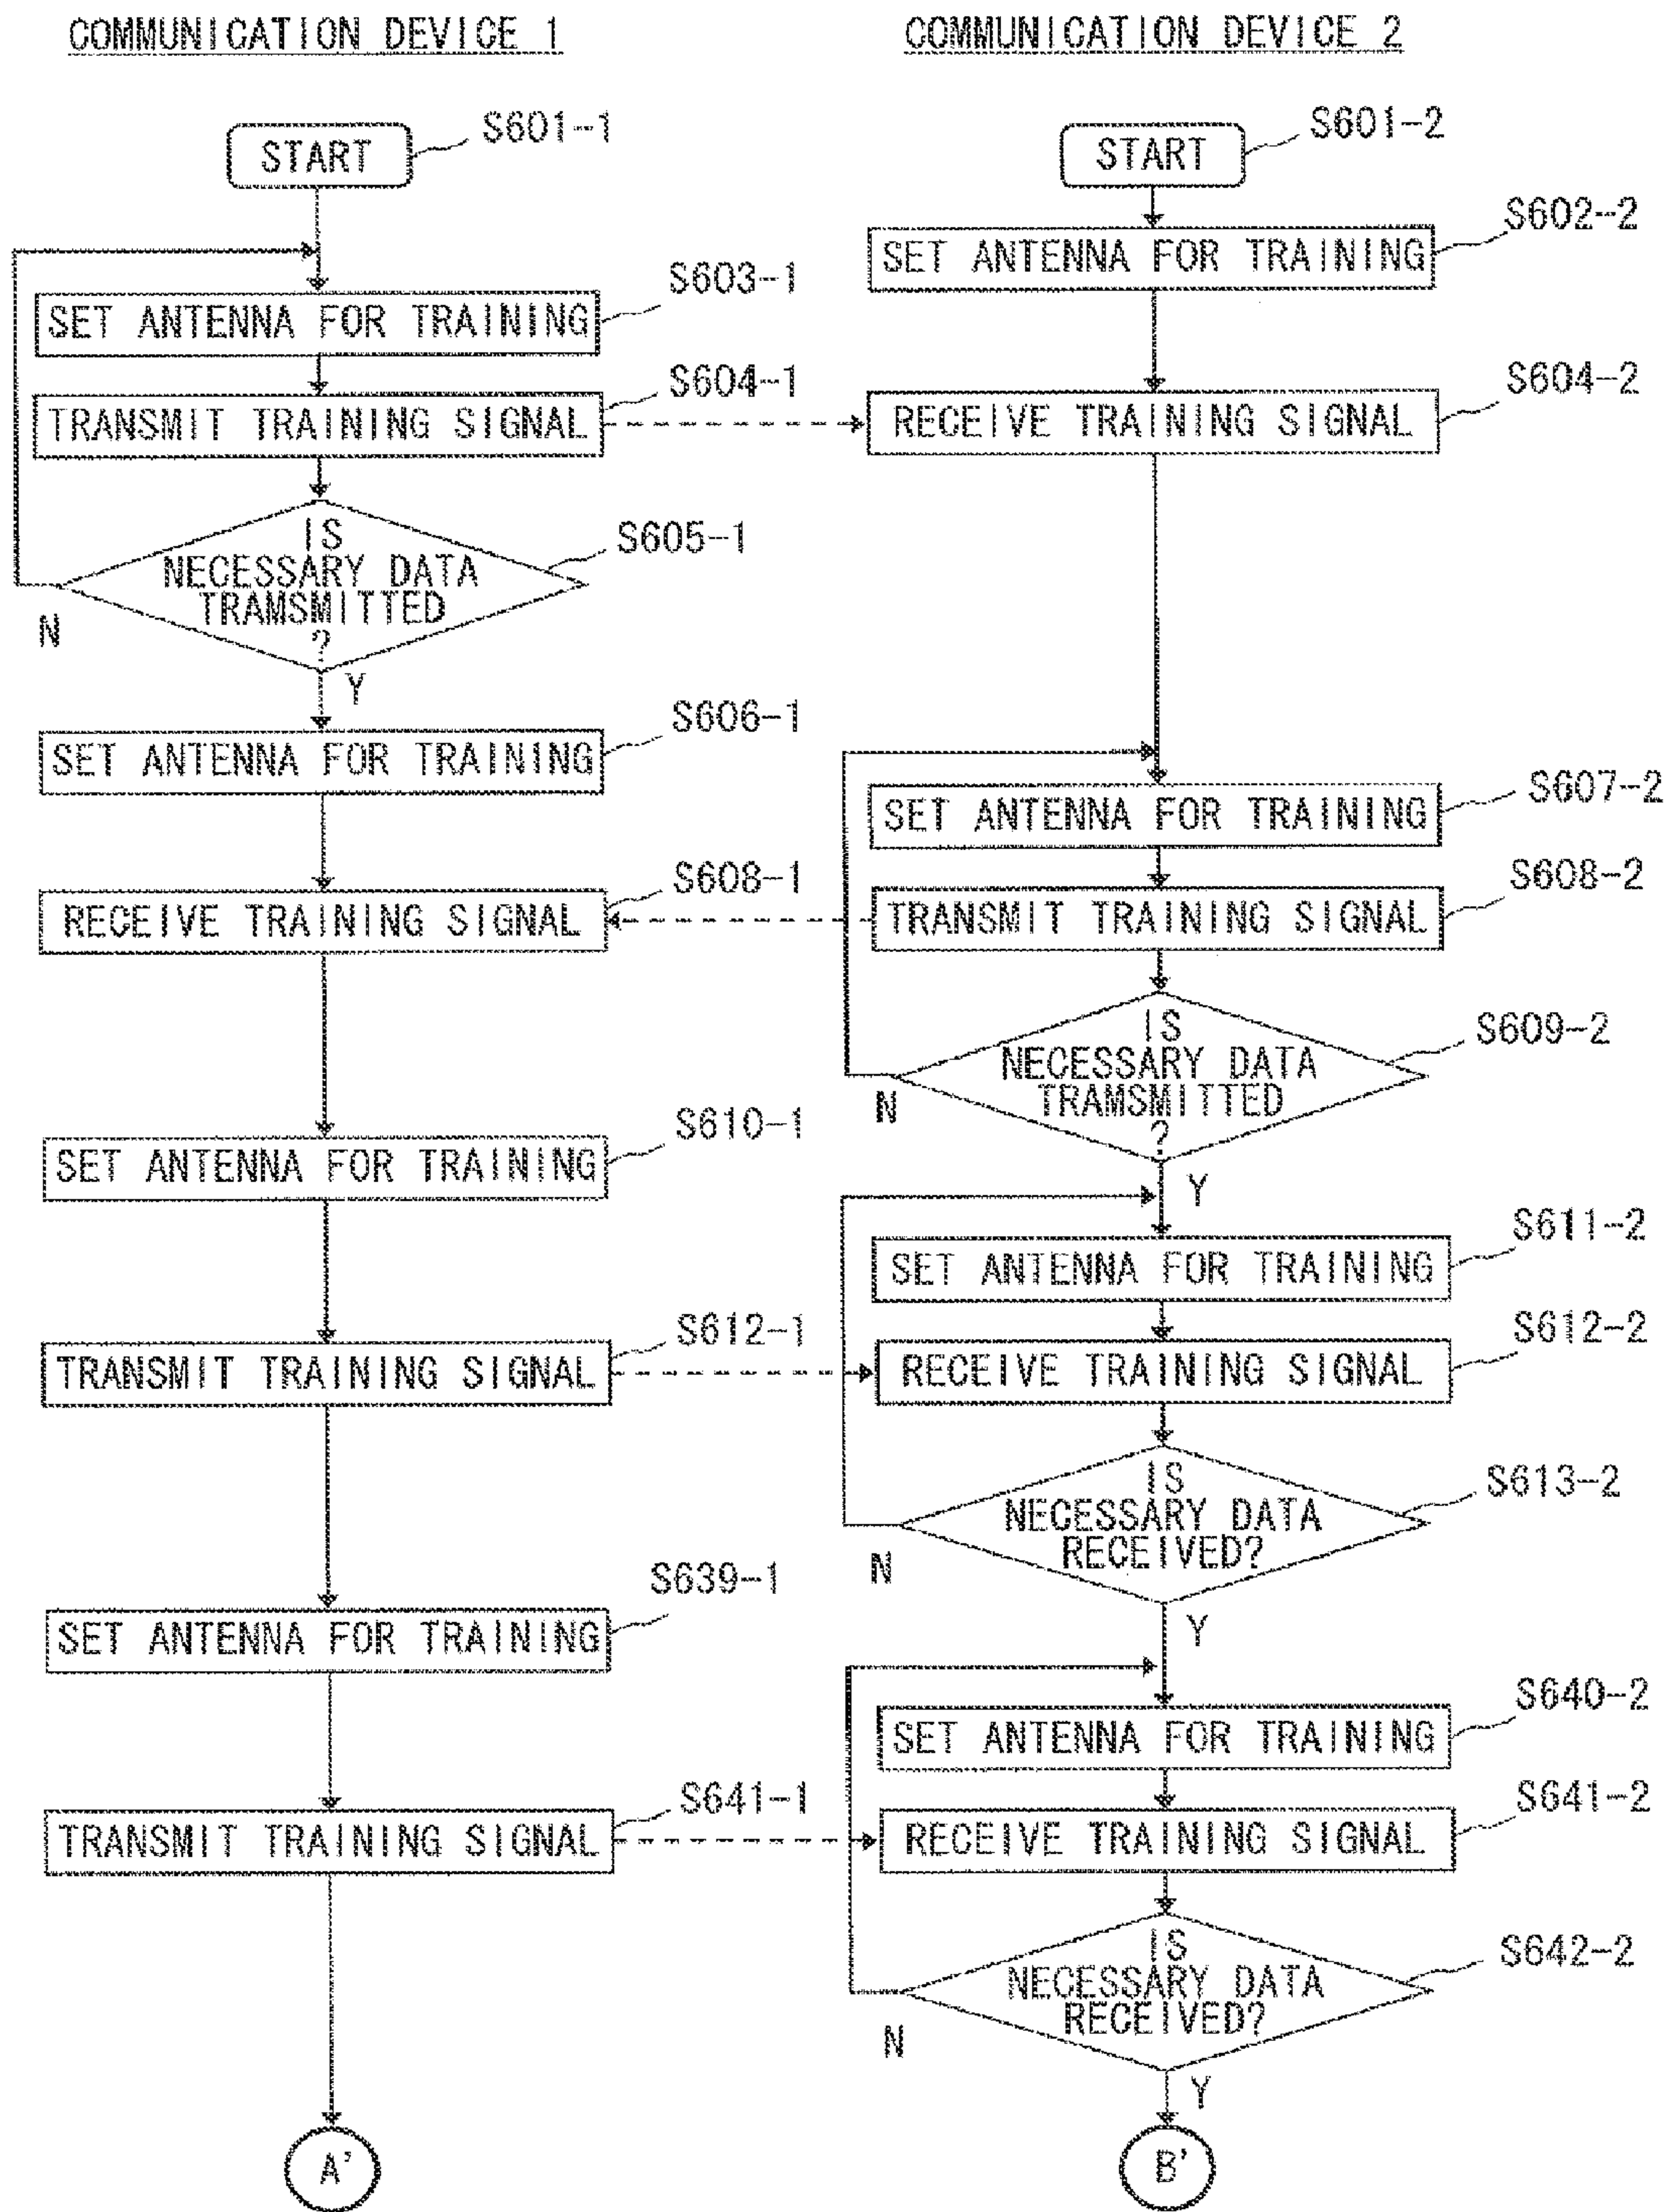 COMMUNICATION DEVICE 1
COMMUNICATION DEVICE 2
START
S601-1
START
S601-2
SET ANTENNA FOR TRAINING
S602-2
SET ANTENNA FOR TRAINING
S603-1
TRANSMIT TRAINING SIGNAL
S604-1
RECEIVE TRAINING SIGNAL
S604-2
IS
NECESSARY DATA
TRAMSMITTED
?
S605-1
N
Y
SET ANTENNA FOR TRAINING
S606-1
SET ANTENNA FOR TRAINING
S607-2
RECEIVE TRAINING SIGNAL
S608-1
TRANSMIT TRAINING SIGNAL
S608-2
IS
NECESSARY DATA
TRAMSMITTED
?
S609-2
N
Y
SET ANTENNA FOR TRAINING
S610-1
SET ANTENNA FOR TRAINING
S611-2
TRANSMIT TRAINING SIGNAL
S612-1
RECEIVE TRAINING SIGNAL
S612-2
IS
NECESSARY DATA
RECEIVED?
S613-2
N
Y
SET ANTENNA FOR TRAINING
S639-1
SET ANTENNA FOR TRAINING
S640-2
TRANSMIT TRAINING SIGNAL
S641-1
RECEIVE TRAINING SIGNAL
S641-2
IS
NECESSARY DATA
RECEIVED?
S642-2
N
Y
A'
B'